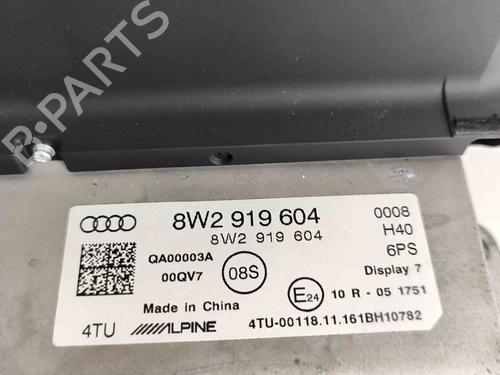 B-PARTS
8W2 919 604
8W2 919 604
0008
H40
6PS
QA00003A
00QV7
08S
Display 7
E24
10 R - 05 1751
Made in China
4TU
ALPINE
4TU-00118.11.161BH10782